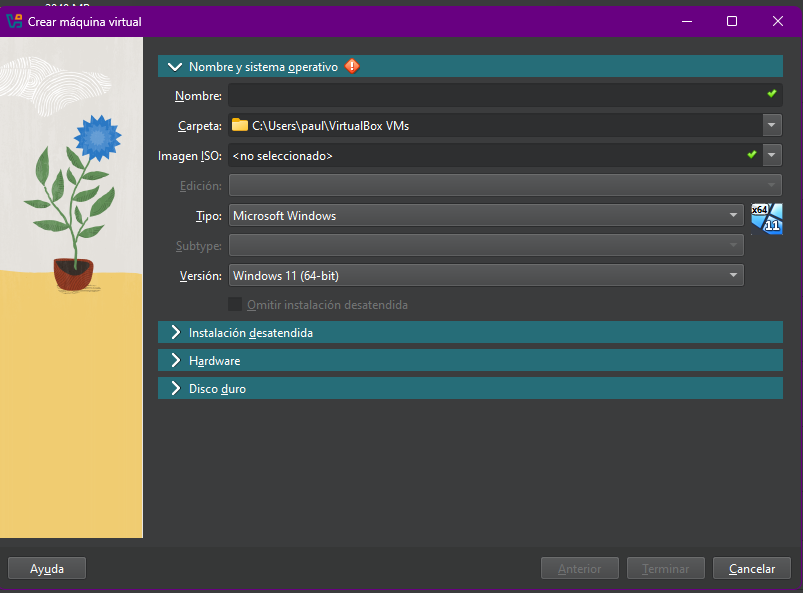 Crear máquina virtual
Nombre y sistema operativo
Nombre:
Carpeta: C:\Users\paul\VirtualBox VMs
Imagen ISO: <no seleccionado>
Edición:
Tipo: Microsoft Windows
x64
11
Subtype:
Versión: Windows 11 (64-bit)
Omitir instalación desatendida
Instalación desatendida
Hardware
Disco duro
Ayuda Anterior Terminar Cancelar